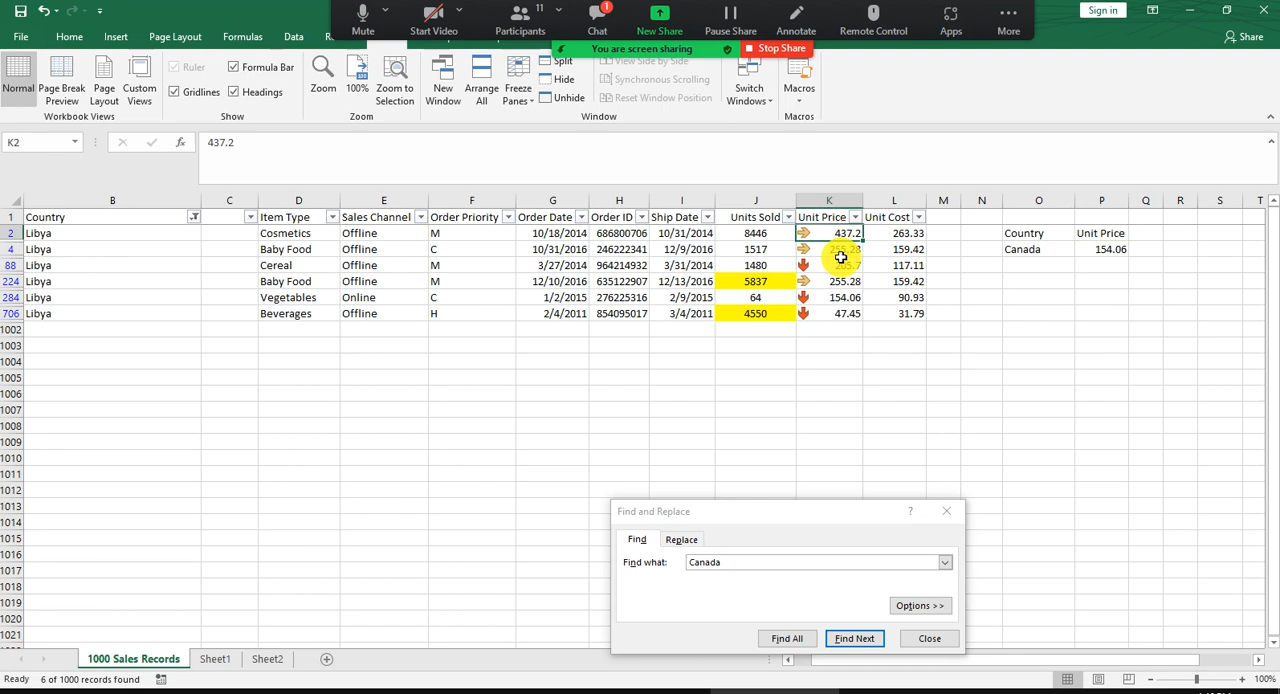 Mute
Start Video
11
Participants
1
Chat
New Share
Pause Share
Annotate
Remote Control
Apps
More
Sign in
File Home Insert Page Layout Formulas Data
You are screen sharing Stop Share
Share
Normal
Page Break Preview
Page Layout
Custom Views
Workbook Views
Ruler
Formula Bar
Gridlines
Headings
Show
Zoom
100%
Zoom to Selection
Zoom
New Window
Arrange All
Freeze Panes
Split
Hide
Unhide
View Side by Side
Synchronous Scrolling
Reset Window Position
Switch Windows
Window
Macros
Macros
K2 fx 437.2
B C D E F G H I J K L M N O P Q R S T
1 Country Item Type Sales Channel Order Priority Order Date Order ID Ship Date Units Sold Unit Price Unit Cost
2 Libya Cosmetics Offline M 10/18/2014 686800706 10/31/2014 8446 437.2 263.33 Country Unit Price
4 Libya Baby Food Offline C 10/31/2016 246222341 12/9/2016 1517 255.28 159.42 Canada 154.06
88 Libya Cereal Offline M 3/27/2014 964214932 3/31/2014 1480 117.11
224 Libya Baby Food Offline M 12/10/2016 635122907 12/13/2016 5837 255.28 159.42
284 Libya Vegetables Online C 1/2/2015 276225316 2/9/2015 64 154.06 90.93
706 Libya Beverages Offline H 2/4/2011 854095017 3/4/2011 4550 47.45 31.79
1002
1003
1004
1005
1006
1007
1008
1009
1010
1011
1012
1013
1014
1015
1016
1017
1018
1019
1020
1021
Find and Replace ?
Find Replace
Find what: Canada
Options >>
Find All Find Next Close
1000 Sales Records Sheet1 Sheet2
Ready 6 of 1000 records found 100%